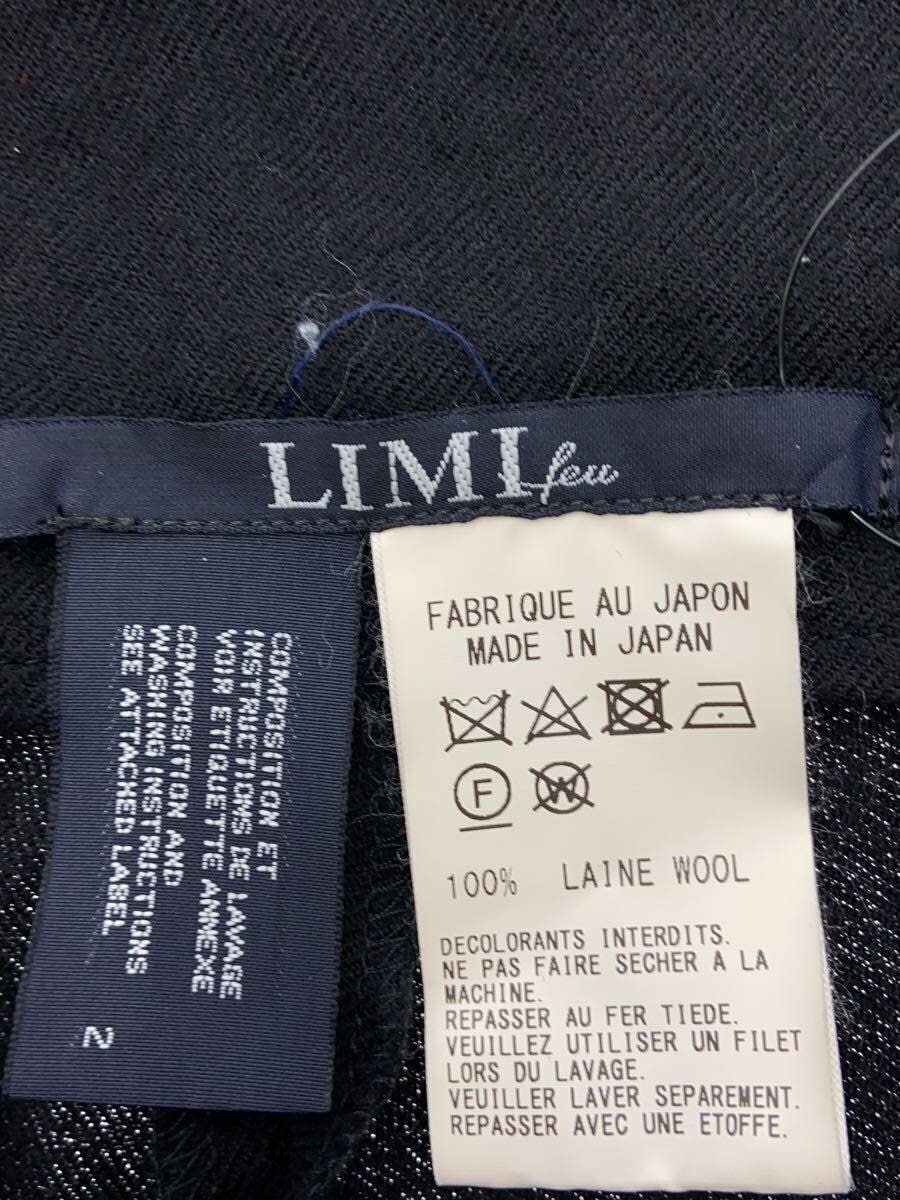 LIMI feu
COMPOSITION ET
INSTRUCTIONS DE LAVAGE
VOIR ETIQUETTE ANNEXE
COMPOSITION AND
WASHING INSTRUCTIONS
SEE ATTACHED LABEL
2
FABRIQUE AU JAPON
MADE IN JAPAN
F
W
100% LAINE WOOL
DECOLORANTS INTERDITS.
NE PAS FAIRE SECHER A LA
MACHINE.
REPASSER AU FER TIEDE.
VEUILLEZ UTILISER UN FILET
LORS DU LAVAGE.
VEUILLER LAVER SEPAREMENT.
REPASSER AVEC UNE ETOFFE.